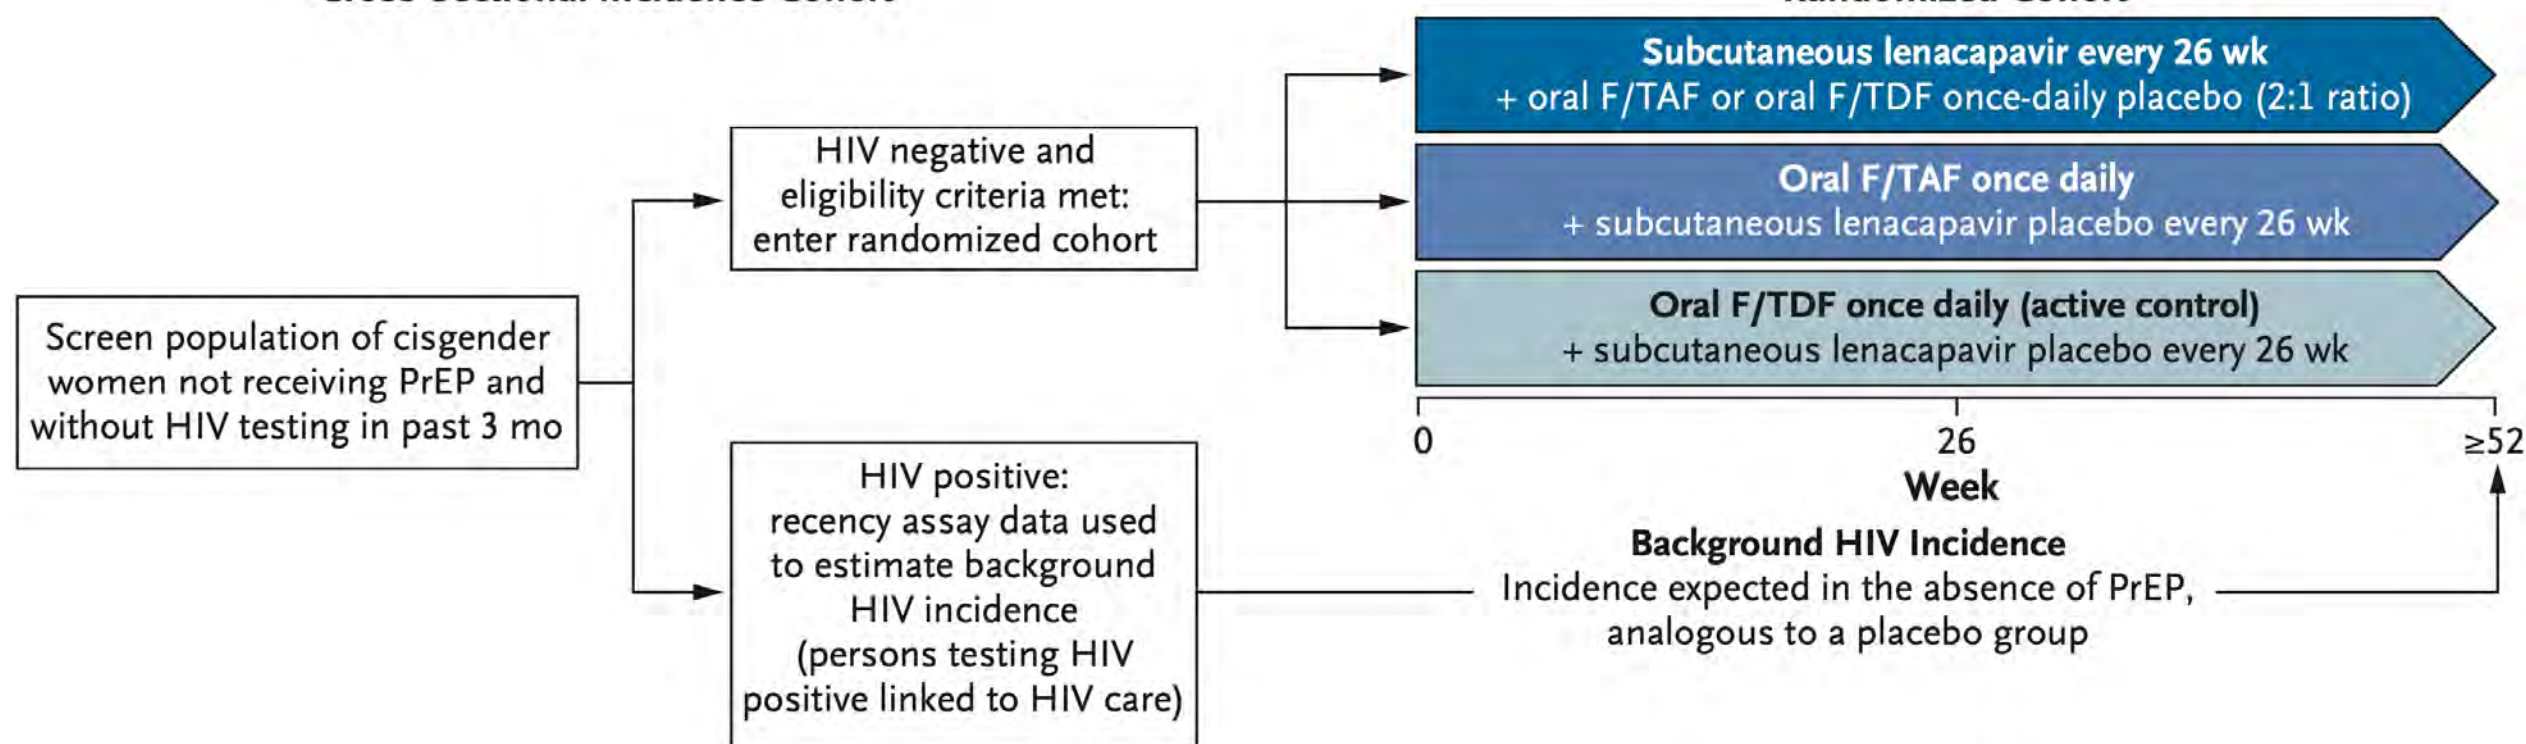 Screen population of cisgender
women not receiving PrEP and
without HIV testing in past 3 mo
HIV negative and
eligibility criteria met:
enter randomized cohort
HIV positive:
recency assay data used
to estimate background
HIV incidence
(persons testing HIV
positive linked to HIV care)
Subcutaneous lenacapavir every 26 wk
+ oral F/TAF or oral F/TDF once-daily placebo (2:1 ratio)
Oral F/TAF once daily
+ subcutaneous lenacapavir placebo every 26 wk
Oral F/TDF once daily (active control)
+ subcutaneous lenacapavir placebo every 26 wk
0 26 ≥52
Week
Background HIV Incidence
Incidence expected in the absence of PrEP,
analogous to a placebo group